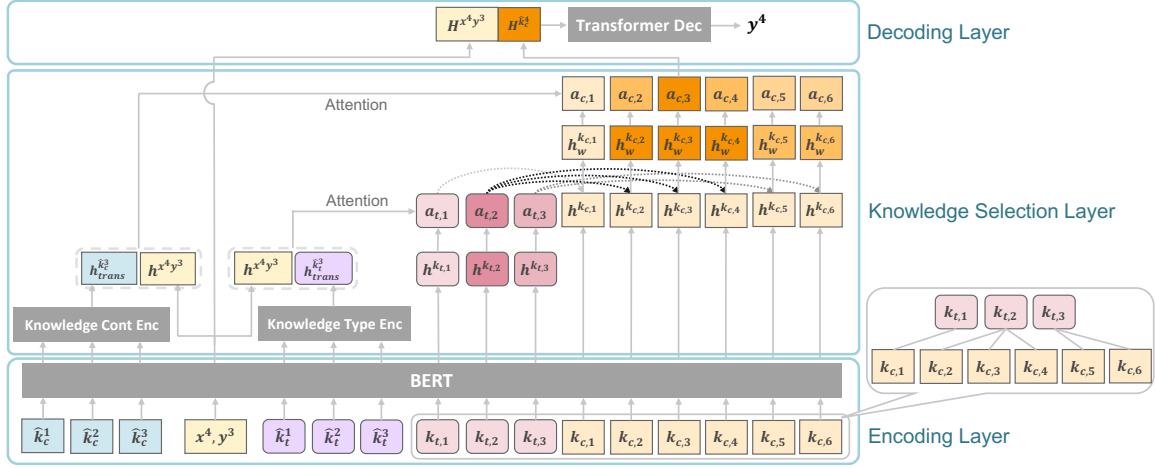 H^{x^4y^3} H^{\hat{k}_c^4} Transformer Dec y^4
Decoding Layer
a_{c,1} a_{c,2} a_{c,3} a_{c,4} a_{c,5} a_{c,6}
Attention
h_w^{k_{c,1}} h_w^{k_{c,2}} h_w^{k_{c,3}} h_w^{k_{c,4}} h_w^{k_{c,5}} h_w^{k_{c,6}}
Attention
a_{t,1} a_{t,2} a_{t,3} h^{k_{c,1}} h^{k_{c,2}} h^{k_{c,3}} h^{k_{c,4}} h^{k_{c,5}} h^{k_{c,6}}
Knowledge Selection Layer
h_{trans}^{\hat{k}_c^3} h^{x^4y^3} h^{x^4y^3} h_{trans}^{\hat{k}_t^3} h^{k_{t,1}} h^{k_{t,2}} h^{k_{t,3}}
Knowledge Cont Enc Knowledge Type Enc
k_{t,1} k_{t,2} k_{t,3}
k_{c,1} k_{c,2} k_{c,3} k_{c,4} k_{c,5} k_{c,6}
BERT
\hat{k}_c^1 \hat{k}_c^2 \hat{k}_c^3 x^4, y^3 \hat{k}_t^1 \hat{k}_t^2 \hat{k}_t^3 k_{t,1} k_{t,2} k_{t,3} k_{c,1} k_{c,2} k_{c,3} k_{c,4} k_{c,5} k_{c,6}
Encoding Layer